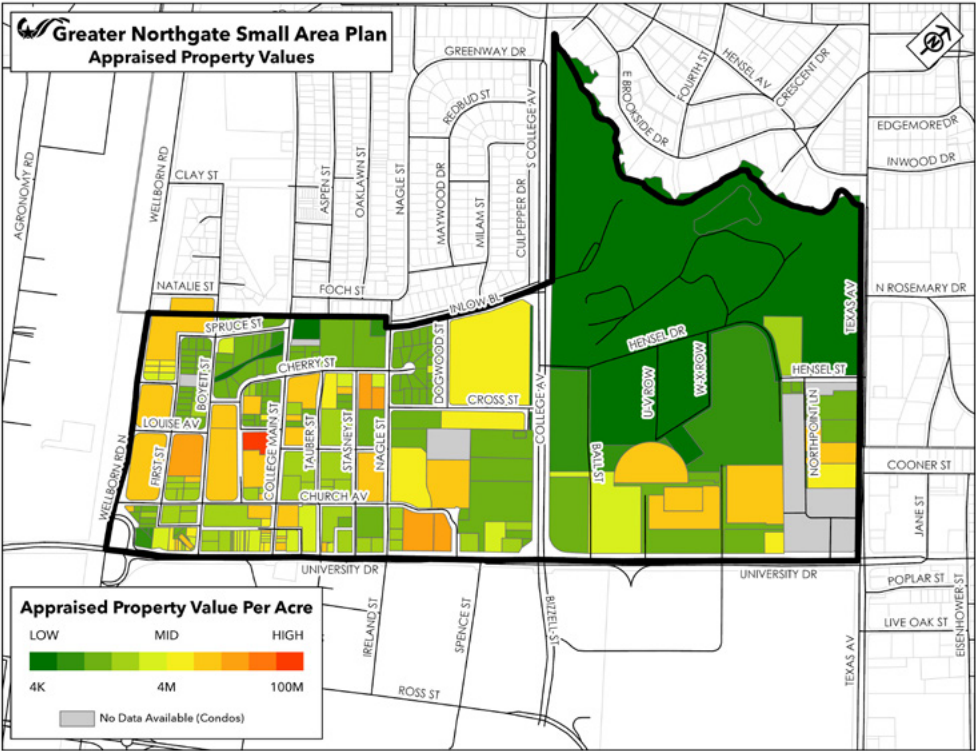 Greater Northgate Small Area Plan
Appraised Property Values
GREENWAY DR
REDBUD ST
S COLLEGE AV
E BROOKSIDE DR
FOURTH ST
HENSEL AV
CRESCENT DR
EDGEMORE DR
INWOOD DR
AGRONOMY RD
WELLBORN RD
CLAY ST
ASPEN ST
OAKLAWN ST
NAGLE ST
MAYWOOD DR
MILAM ST
CULPEPPER DR
NATALIE ST
FOCH ST
INLOW BL
N ROSEMARY DR
TEXAS AV
SPRUCE ST
CHERRY ST
DOGWOOD ST
HENSEL DR
HENSEL ST
BOYETT ST
U-V ROW
W-X ROW
CROSS ST
COLLEGE AV
NORTHPOINT LN
LOUISE AV
FIRST ST
COLLEGE MAIN ST
TAUBER ST
STASNEY ST
NAGLE ST
BALL ST
COONER ST
WELLBORN RD N
CHURCH AV
JANE ST
UNIVERSITY DR
UNIVERSITY DR
POPLAR ST
LIVE OAK ST
EISENHOWER ST
IRELAND ST
SPENCE ST
BIZZELL ST
TEXAS AV
ROSS ST
Appraised Property Value Per Acre
LOW MID HIGH
4K 4M 100M
No Data Available (Condos)